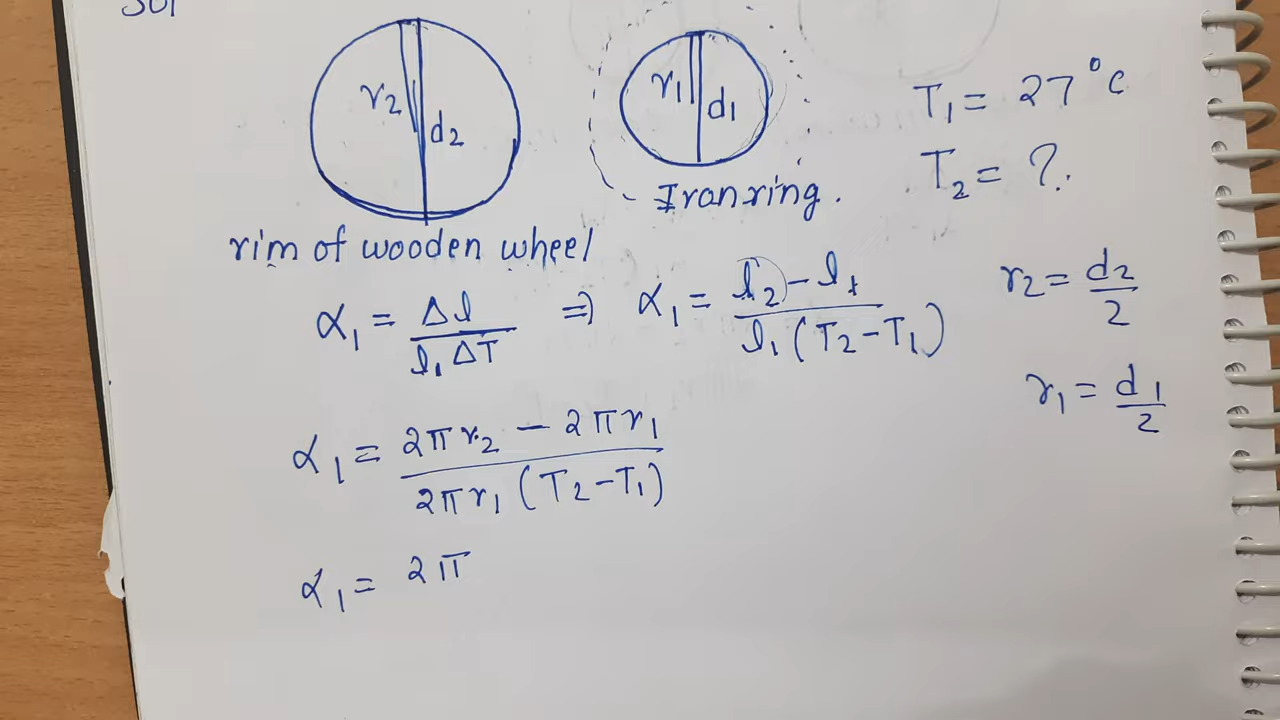 Sol
r2 d2 r1 d1 T1 = 27°c
T2 = ?.
Iron ring.
rim of wooden wheel
α1 = Δl / l1 ΔT ⇒ α1 = l2 - l1 / l1 (T2 - T1) r2 = d2 / 2
r1 = d1 / 2
α1 = 2πr2 - 2πr1 / 2πr1 (T2 - T1)
α1 = 2π